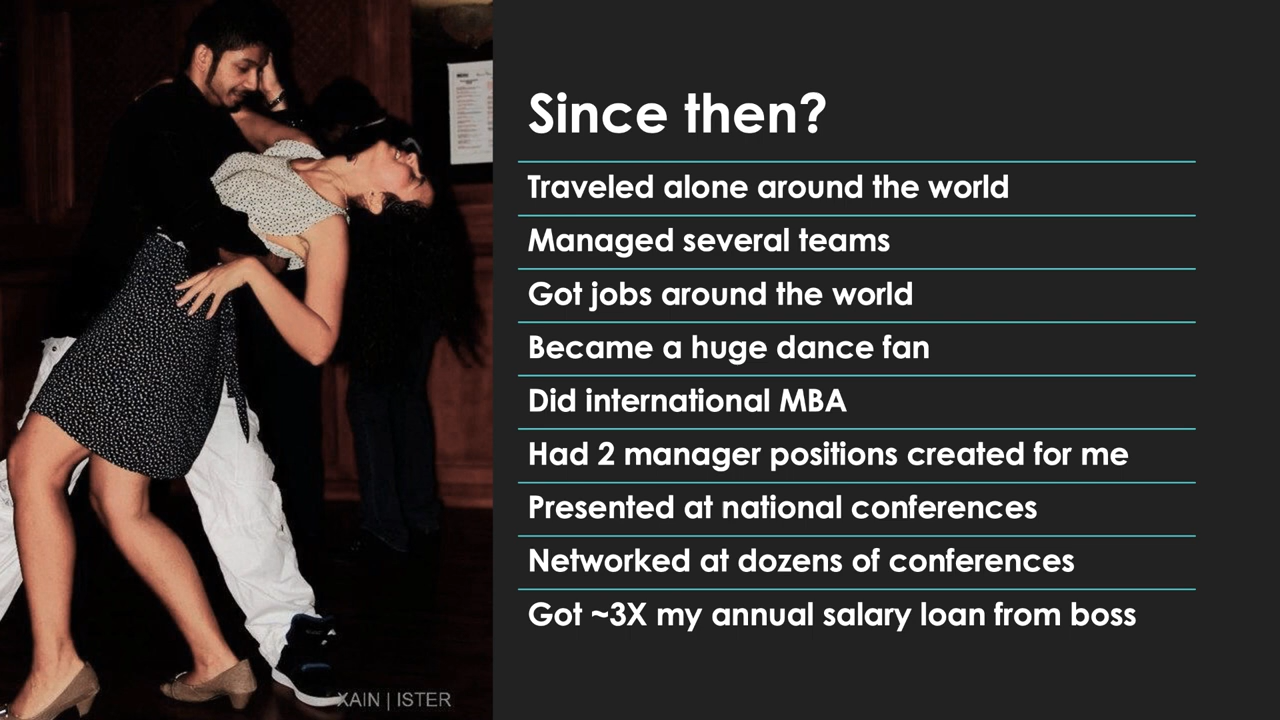 Since then?
Traveled alone around the world
Managed several teams
Got jobs around the world
Became a huge dance fan
Did international MBA
Had 2 manager positions created for me
Presented at national conferences
Networked at dozens of conferences
Got ~3X my annual salary loan from boss
XAIN | ISTER